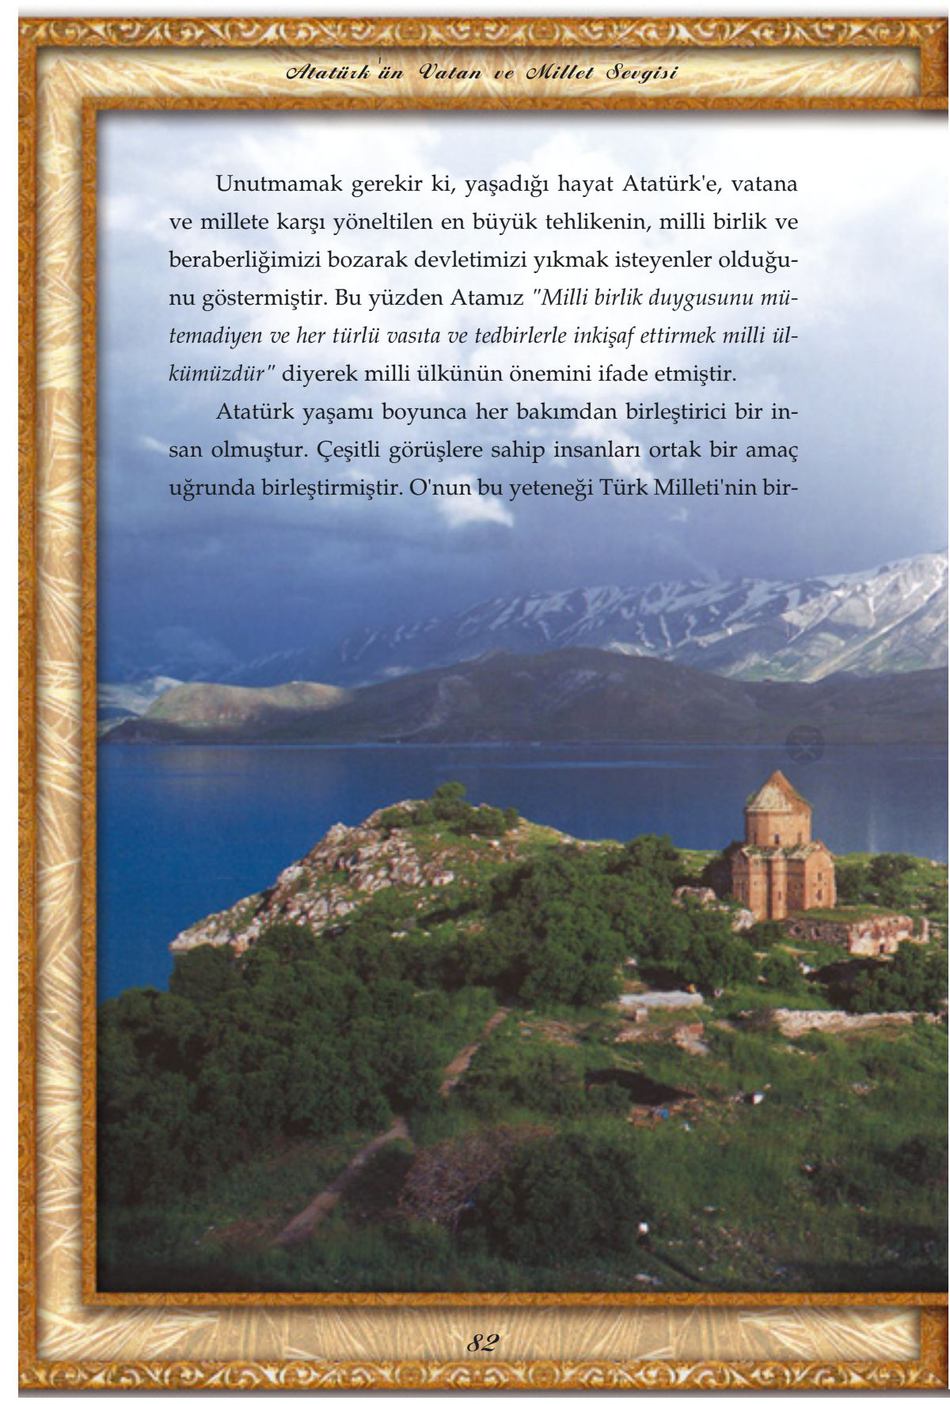 Atatürk'ün Vatan ve Millet Sevgisi
Unutmamak gerekir ki, yaşadığı hayat Atatürk'e, vatana
ve millete karşı yöneltilen en büyük tehlikenin, milli birlik ve
beraberliğimizi bozarak devletimizi yıkmak isteyenler olduğu-
nu göstermiştir. Bu yüzden Atamız "Milli birlik duygusunu mü-
temadiyen ve her türlü vasıta ve tedbirlerle inkişaf ettirmek milli ül-
kümüzdür" diyerek milli ülkünün önemini ifade etmiştir.
Atatürk yaşamı boyunca her bakımdan birleştirici bir in-
san olmuştur. Çeşitli görüşlere sahip insanları ortak bir amaç
uğrunda birleştirmiştir. O'nun bu yeteneği Türk Milleti'nin bir-
82